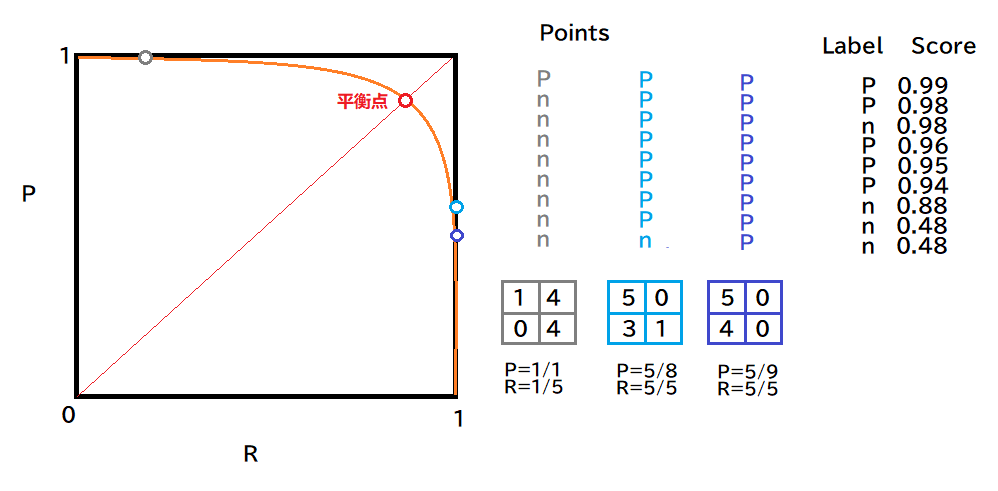 1
P
平衡点
0
1
R
Points
P P P
n P P
n P P
n P P
n P P
n P P
n P P
n P P
n n P
1 4
0 4
P=1/1
R=1/5
5 0
3 1
P=5/8
R=5/5
5 0
4 0
P=5/9
R=5/5
Label Score
P 0.99
P 0.98
n 0.98
P 0.96
P 0.95
P 0.94
n 0.88
n 0.48
n 0.48